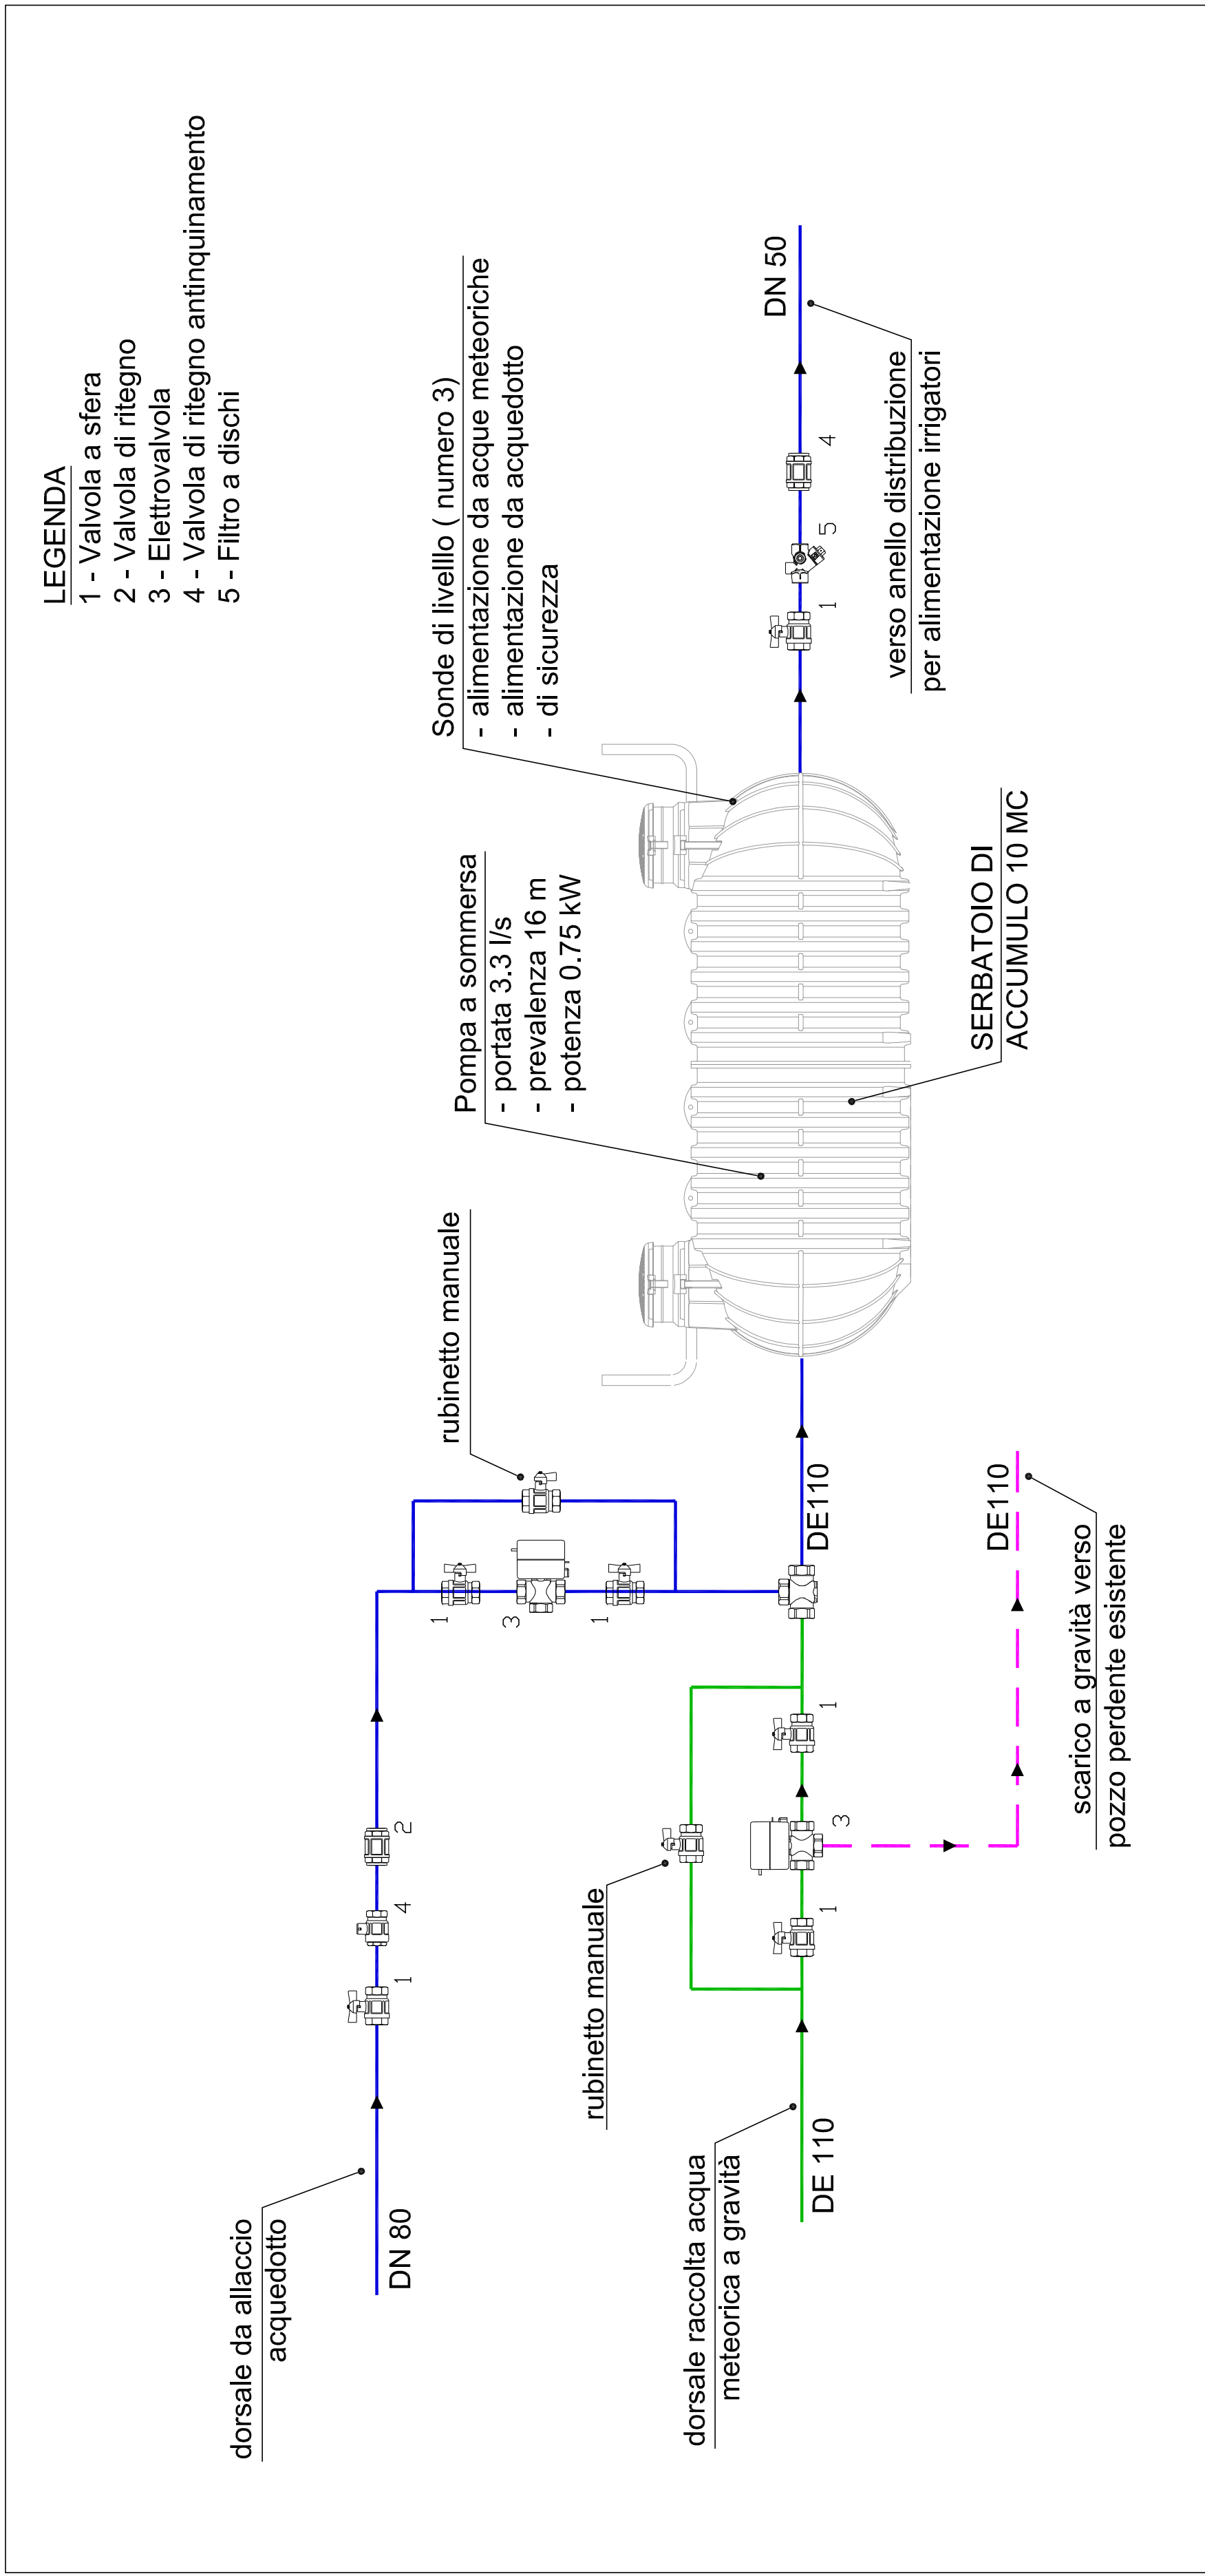 LEGENDA
1 - Valvola a sfera
2 - Valvola di ritegno
3 - Elettrovalvola
4 - Valvola di ritegno antinquinamento
5 - Filtro a dischi
dorsale da allaccio
acquedotto
DN 80
1
4
2
1
3
1
rubinetto manuale
Pompa a sommersa
- portata 3.3 l/s
- prevalenza 16 m
- potenza 0.75 kW
Sonde di livelllo ( numero 3)
- alimentazione da acque meteoriche
- alimentazione da acquedotto
- di sicurezza
rubinetto manuale
dorsale raccolta acqua
meteorica a gravità
DE 110
1
3
1
DE110
DE110
scarico a gravità verso
pozzo perdente esistente
SERBATOIO DI
ACCUMULO 10 MC
1
5
4
DN 50
verso anello distribuzione
per alimentazione irrigatori